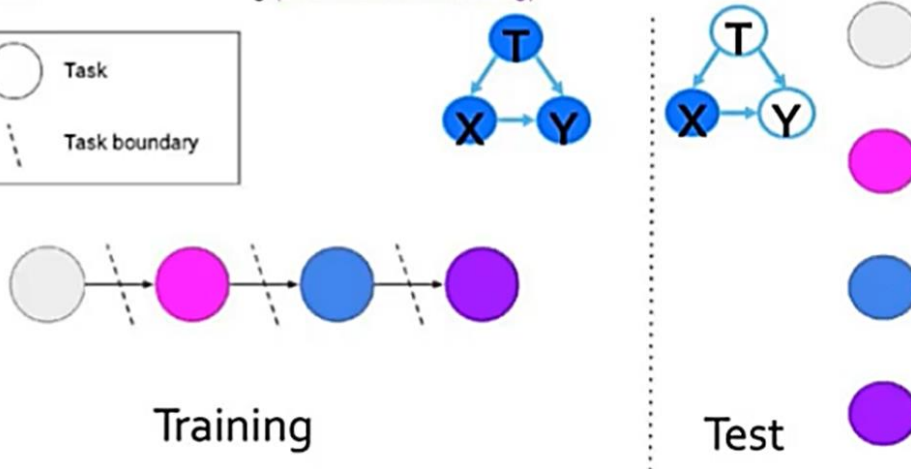 Task
Task boundary
T
X Y
T
X Y
Training
Test